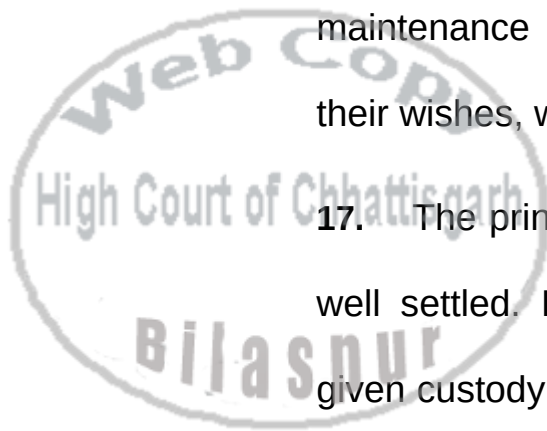 maintenance
their wishes, w
17. The prin
well settled.
given custody
Web Copy
High Court of Chhattisgarh
Bilaspur